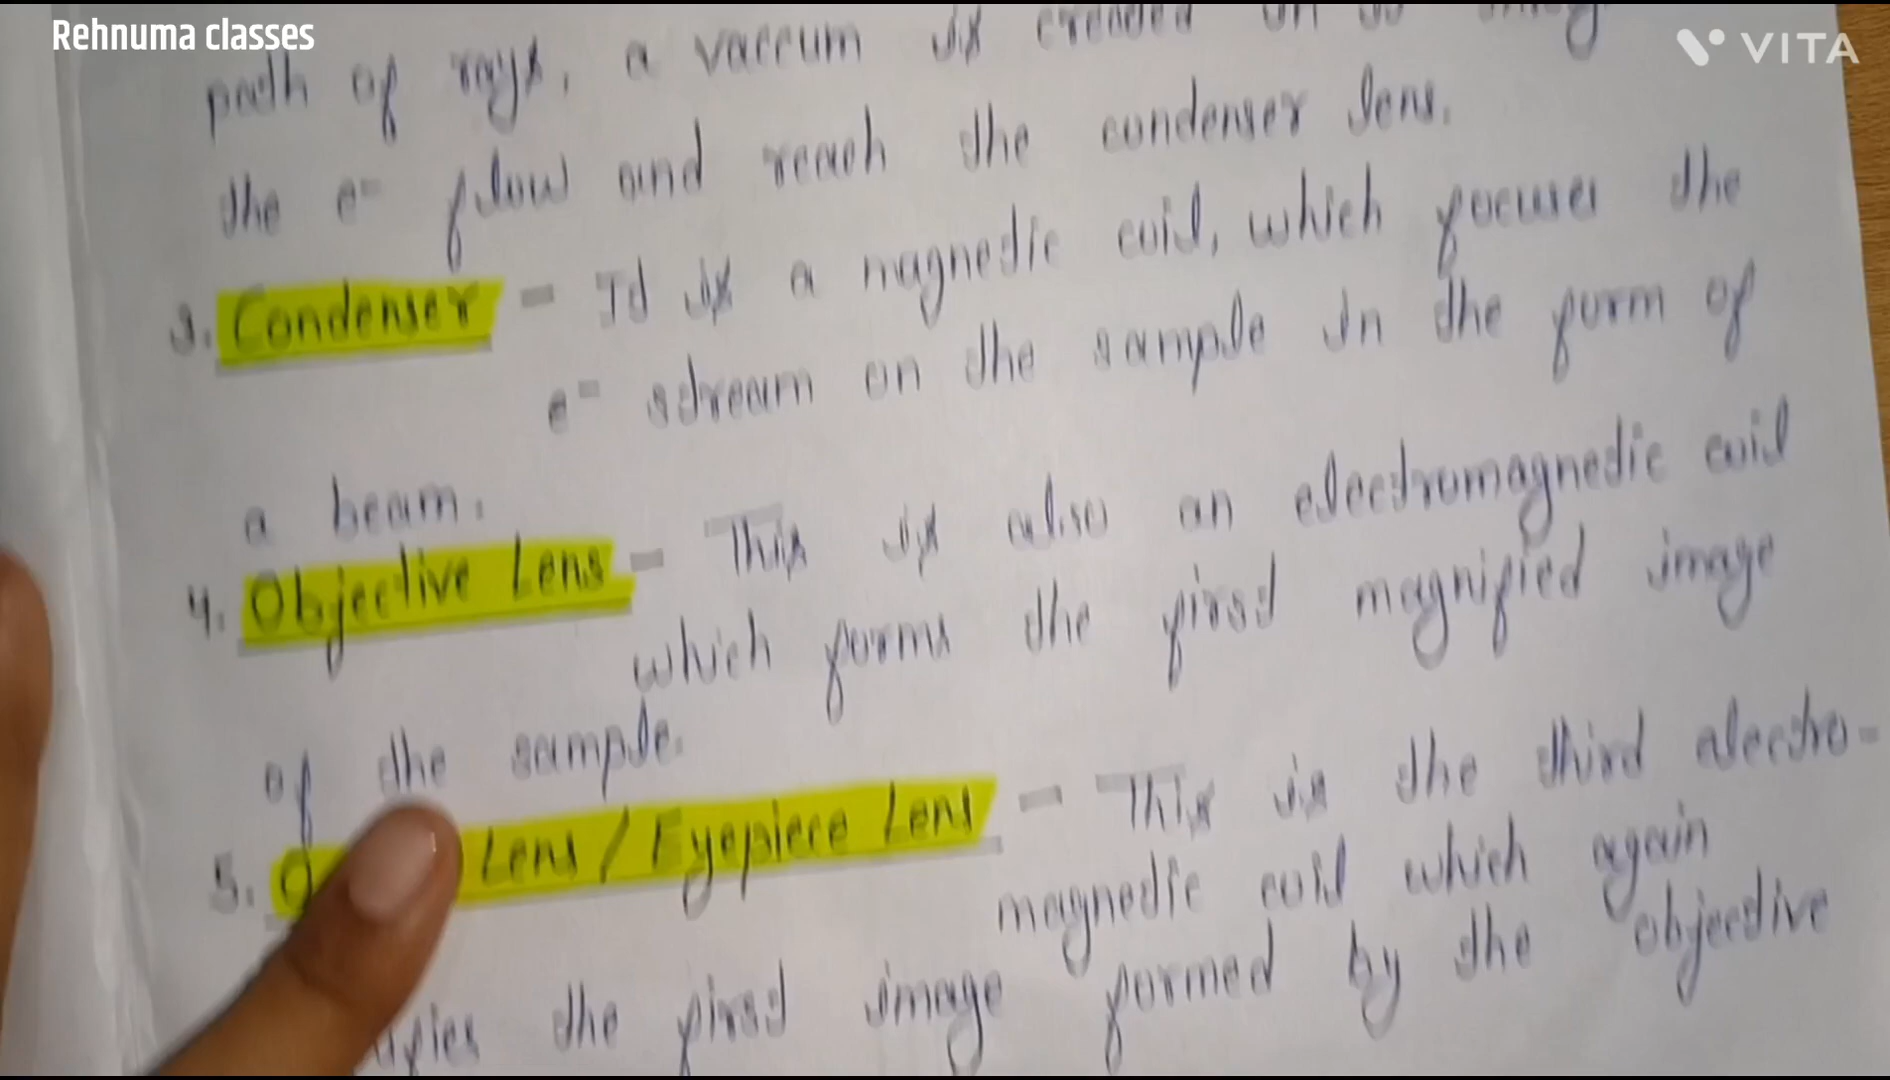 Rehnuma classes
VITA
path of rays, a vaccum is created in its
the e⁻ flow and reach the condenser lens.
3. Condenser - It is a magnetic coil, which focuses the
e⁻ stream on the sample in the form of
a beam.
4. Objective Lens - This is also an electromagnetic coil
which forms the first magnified image
of the sample.
5. Lens / Eyepiece Lens - This is the third electro-
magnetic coil which again
the first image formed by the objective